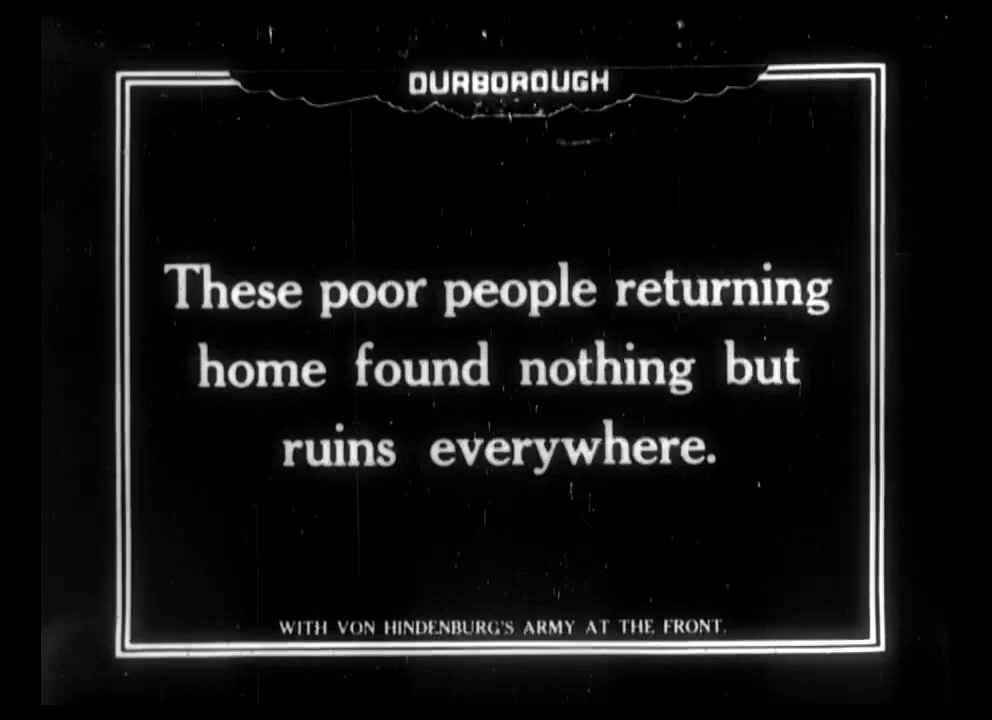 DURBOROUGH
These poor people returning
home found nothing but
ruins everywhere.
WITH VON HINDENBURG'S ARMY AT THE FRONT.